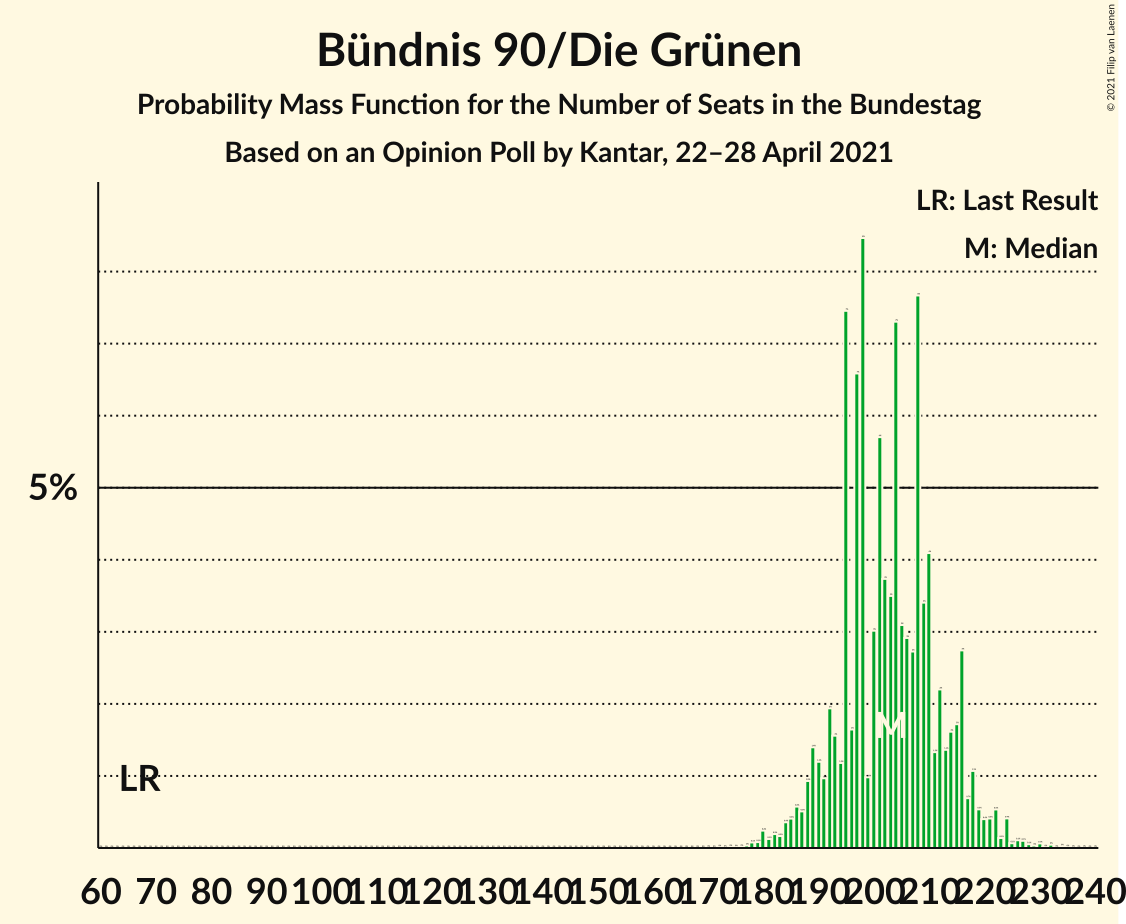 Bündnis 90/Die Grünen
Probability Mass Function for the Number of Seats in the Bundestag
Based on an Opinion Poll by Kantar, 22–28 April 2021
© 2021 Filip van Laenen
LR: Last Result
M: Median
5%
M
LR
60 70 80 90 100 110 120 130 140 150 160 170 180 190 200 210 220 230 240